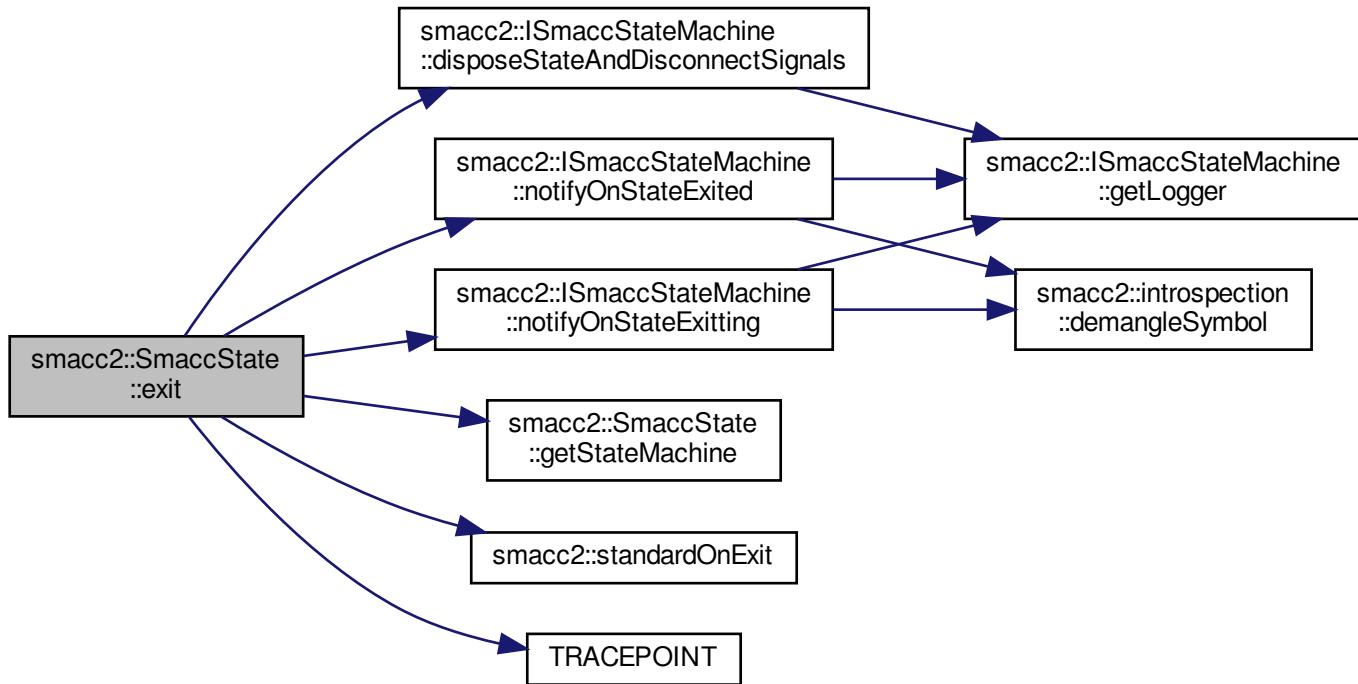 smacc2::ISmaccStateMachine
::disposeStateAndDisconnectSignals
smacc2::ISmaccStateMachine
::notifyOnStateExited
smacc2::ISmaccStateMachine
::getLogger
smacc2::ISmaccStateMachine
::notifyOnStateExitting
smacc2::introspection
::demangleSymbol
smacc2::SmaccState
::exit
smacc2::SmaccState
::getStateMachine
smacc2::standardOnExit
TRACEPOINT